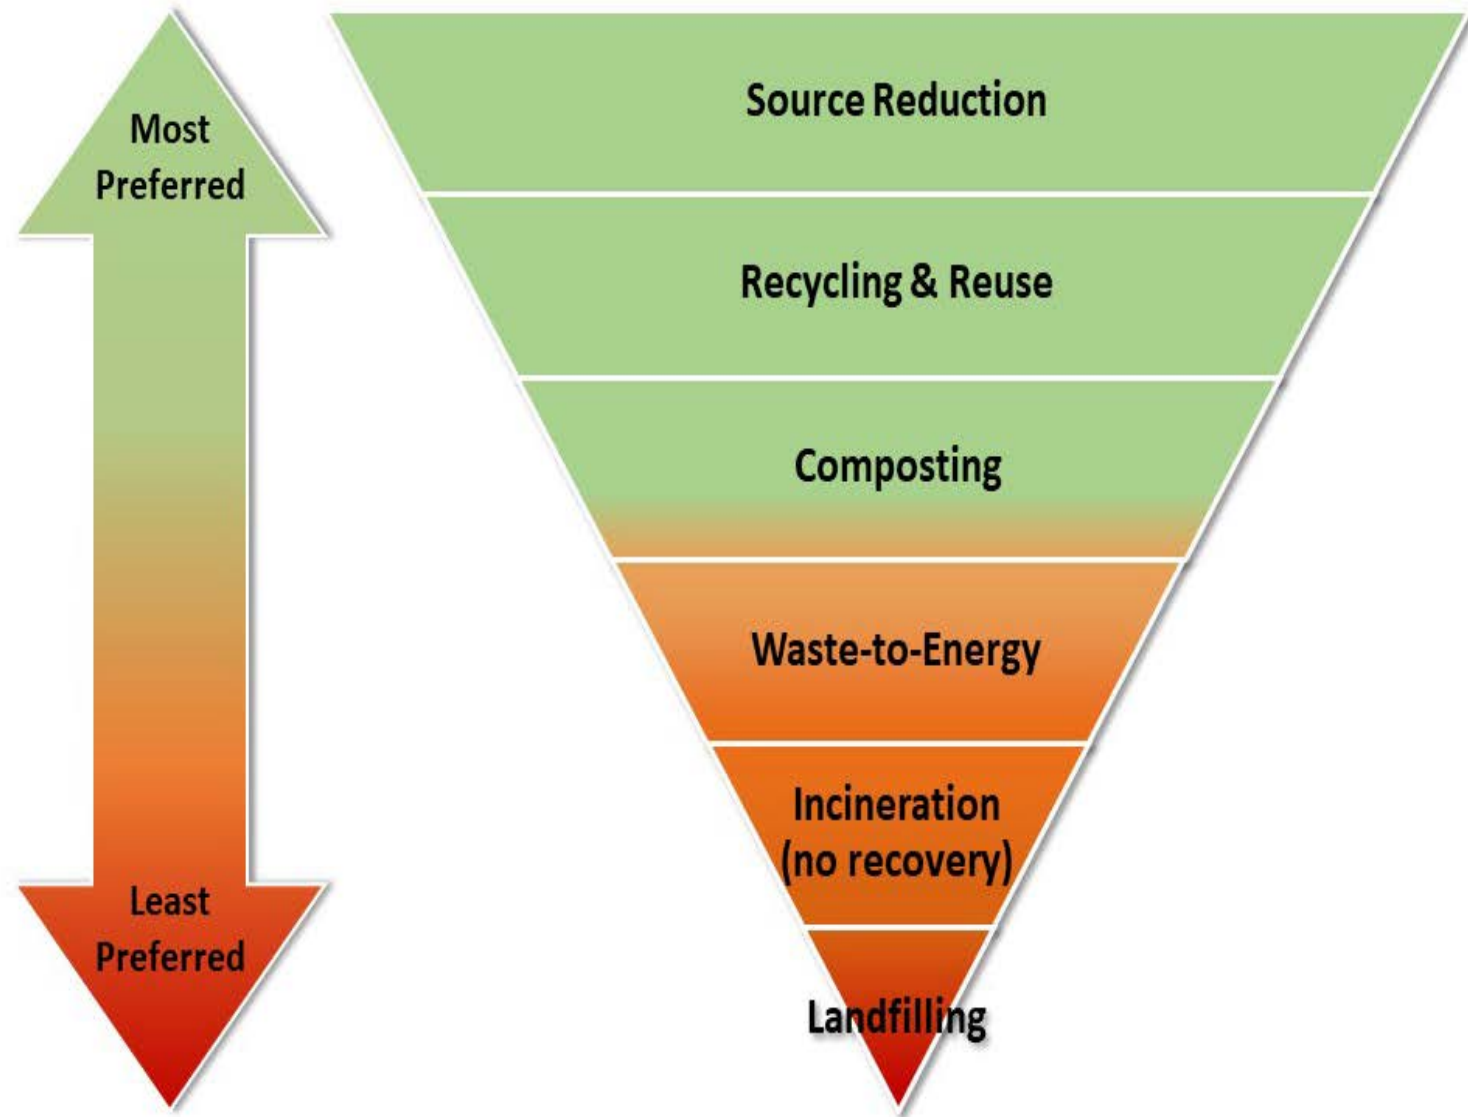 Most
Preferred
Source Reduction
Recycling & Reuse
Composting
Waste-to-Energy
Incineration
(no recovery)
Least
Preferred
Landfilling